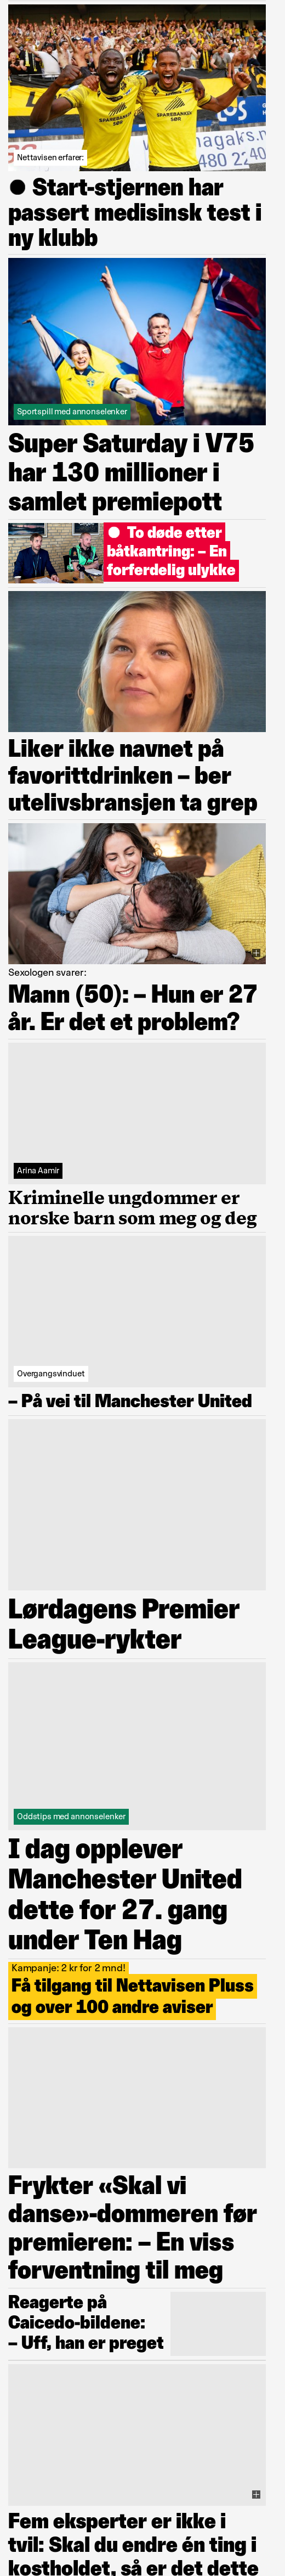 SPAREBANKEN
SØR
SPAREBANKEN
SØR
480 2240
Nettavisen erfarer:
● Start-stjernen har
passert medisinsk test i
ny klubb
Sportspill med annonselenker
Super Saturday i V75
har 130 millioner i
samlet premiepott
● To døde etter
båtkantring: – En
forferdelig ulykke
Liker ikke navnet på
favorittdrinken – ber
utelivsbransjen ta grep
Sexologen svarer:
Mann (50): – Hun er 27
år. Er det et problem?
Arina Aamir
Kriminelle ungdommer er
norske barn som meg og deg
Overgangsvinduet
– På vei til Manchester United
Lørdagens Premier
League-rykter
Oddstips med annonselenker
I dag opplever
Manchester United
dette for 27. gang
under Ten Hag
Kampanje: 2 kr for 2 mnd!
Få tilgang til Nettavisen Pluss
og over 100 andre aviser
Frykter «Skal vi
danse»-dommeren før
premieren: – En viss
forventning til meg
Reagerte på
Caicedo-bildene:
– Uff, han er preget
Fem eksperter er ikke i
tvil: Skal du endre én ting i
kostholdet, så er det dette